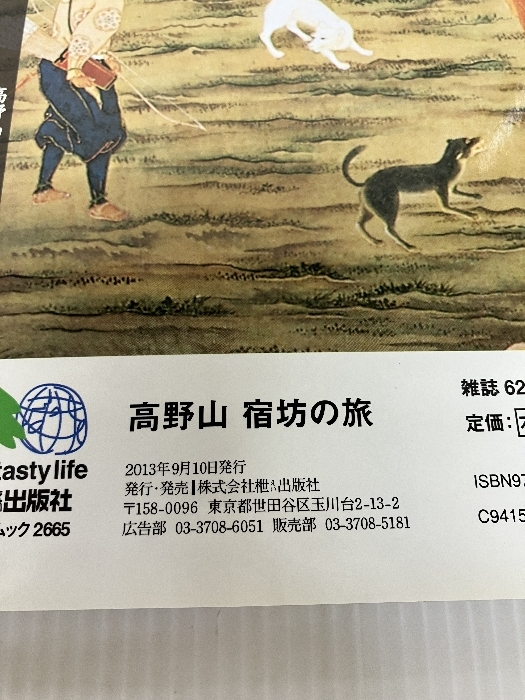 高野山 宿坊の旅
2013年9月10日発行
発行・発売 株式会社枻出版社
〒158-0096 東京都世田谷区玉川台2-13-2
広告部 03-3708-6051 販売部 03-3708-5181
tasty life
出版社
ムック 2665
雑誌 62
定価:
ISBN97
C9415